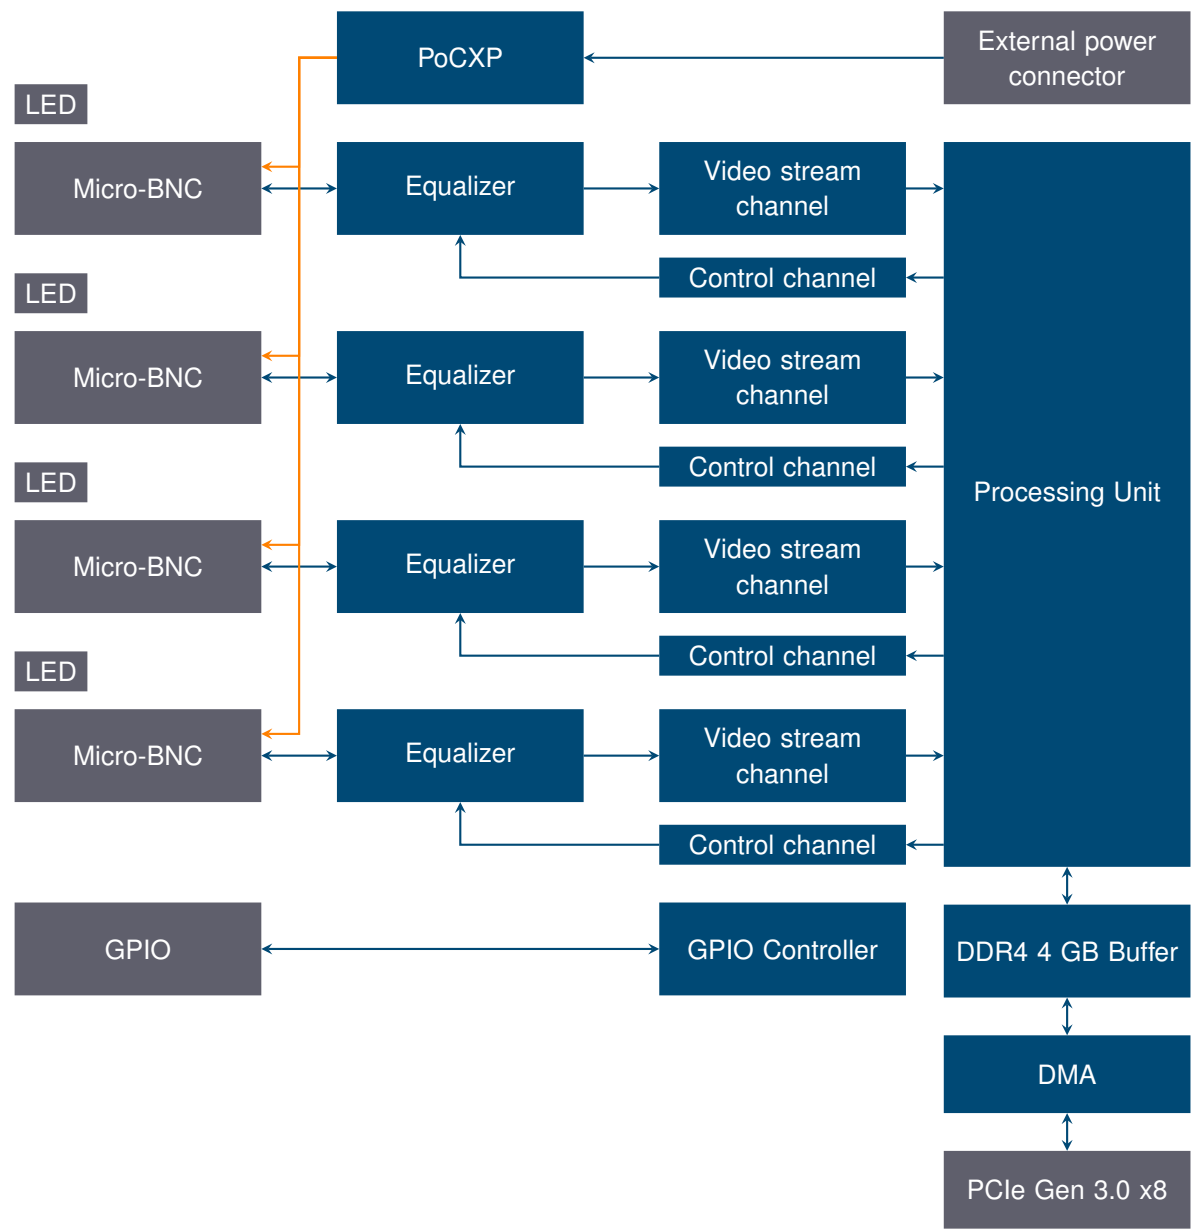 PoCXP
External power
connector
LED
Micro-BNC
Equalizer
Video stream
channel
Control channel
LED
Micro-BNC
Equalizer
Video stream
channel
Control channel
Processing Unit
LED
Micro-BNC
Equalizer
Video stream
channel
Control channel
LED
Micro-BNC
Equalizer
Video stream
channel
Control channel
GPIO
GPIO Controller
DDR4 4 GB Buffer
DMA
PCIe Gen 3.0 x8